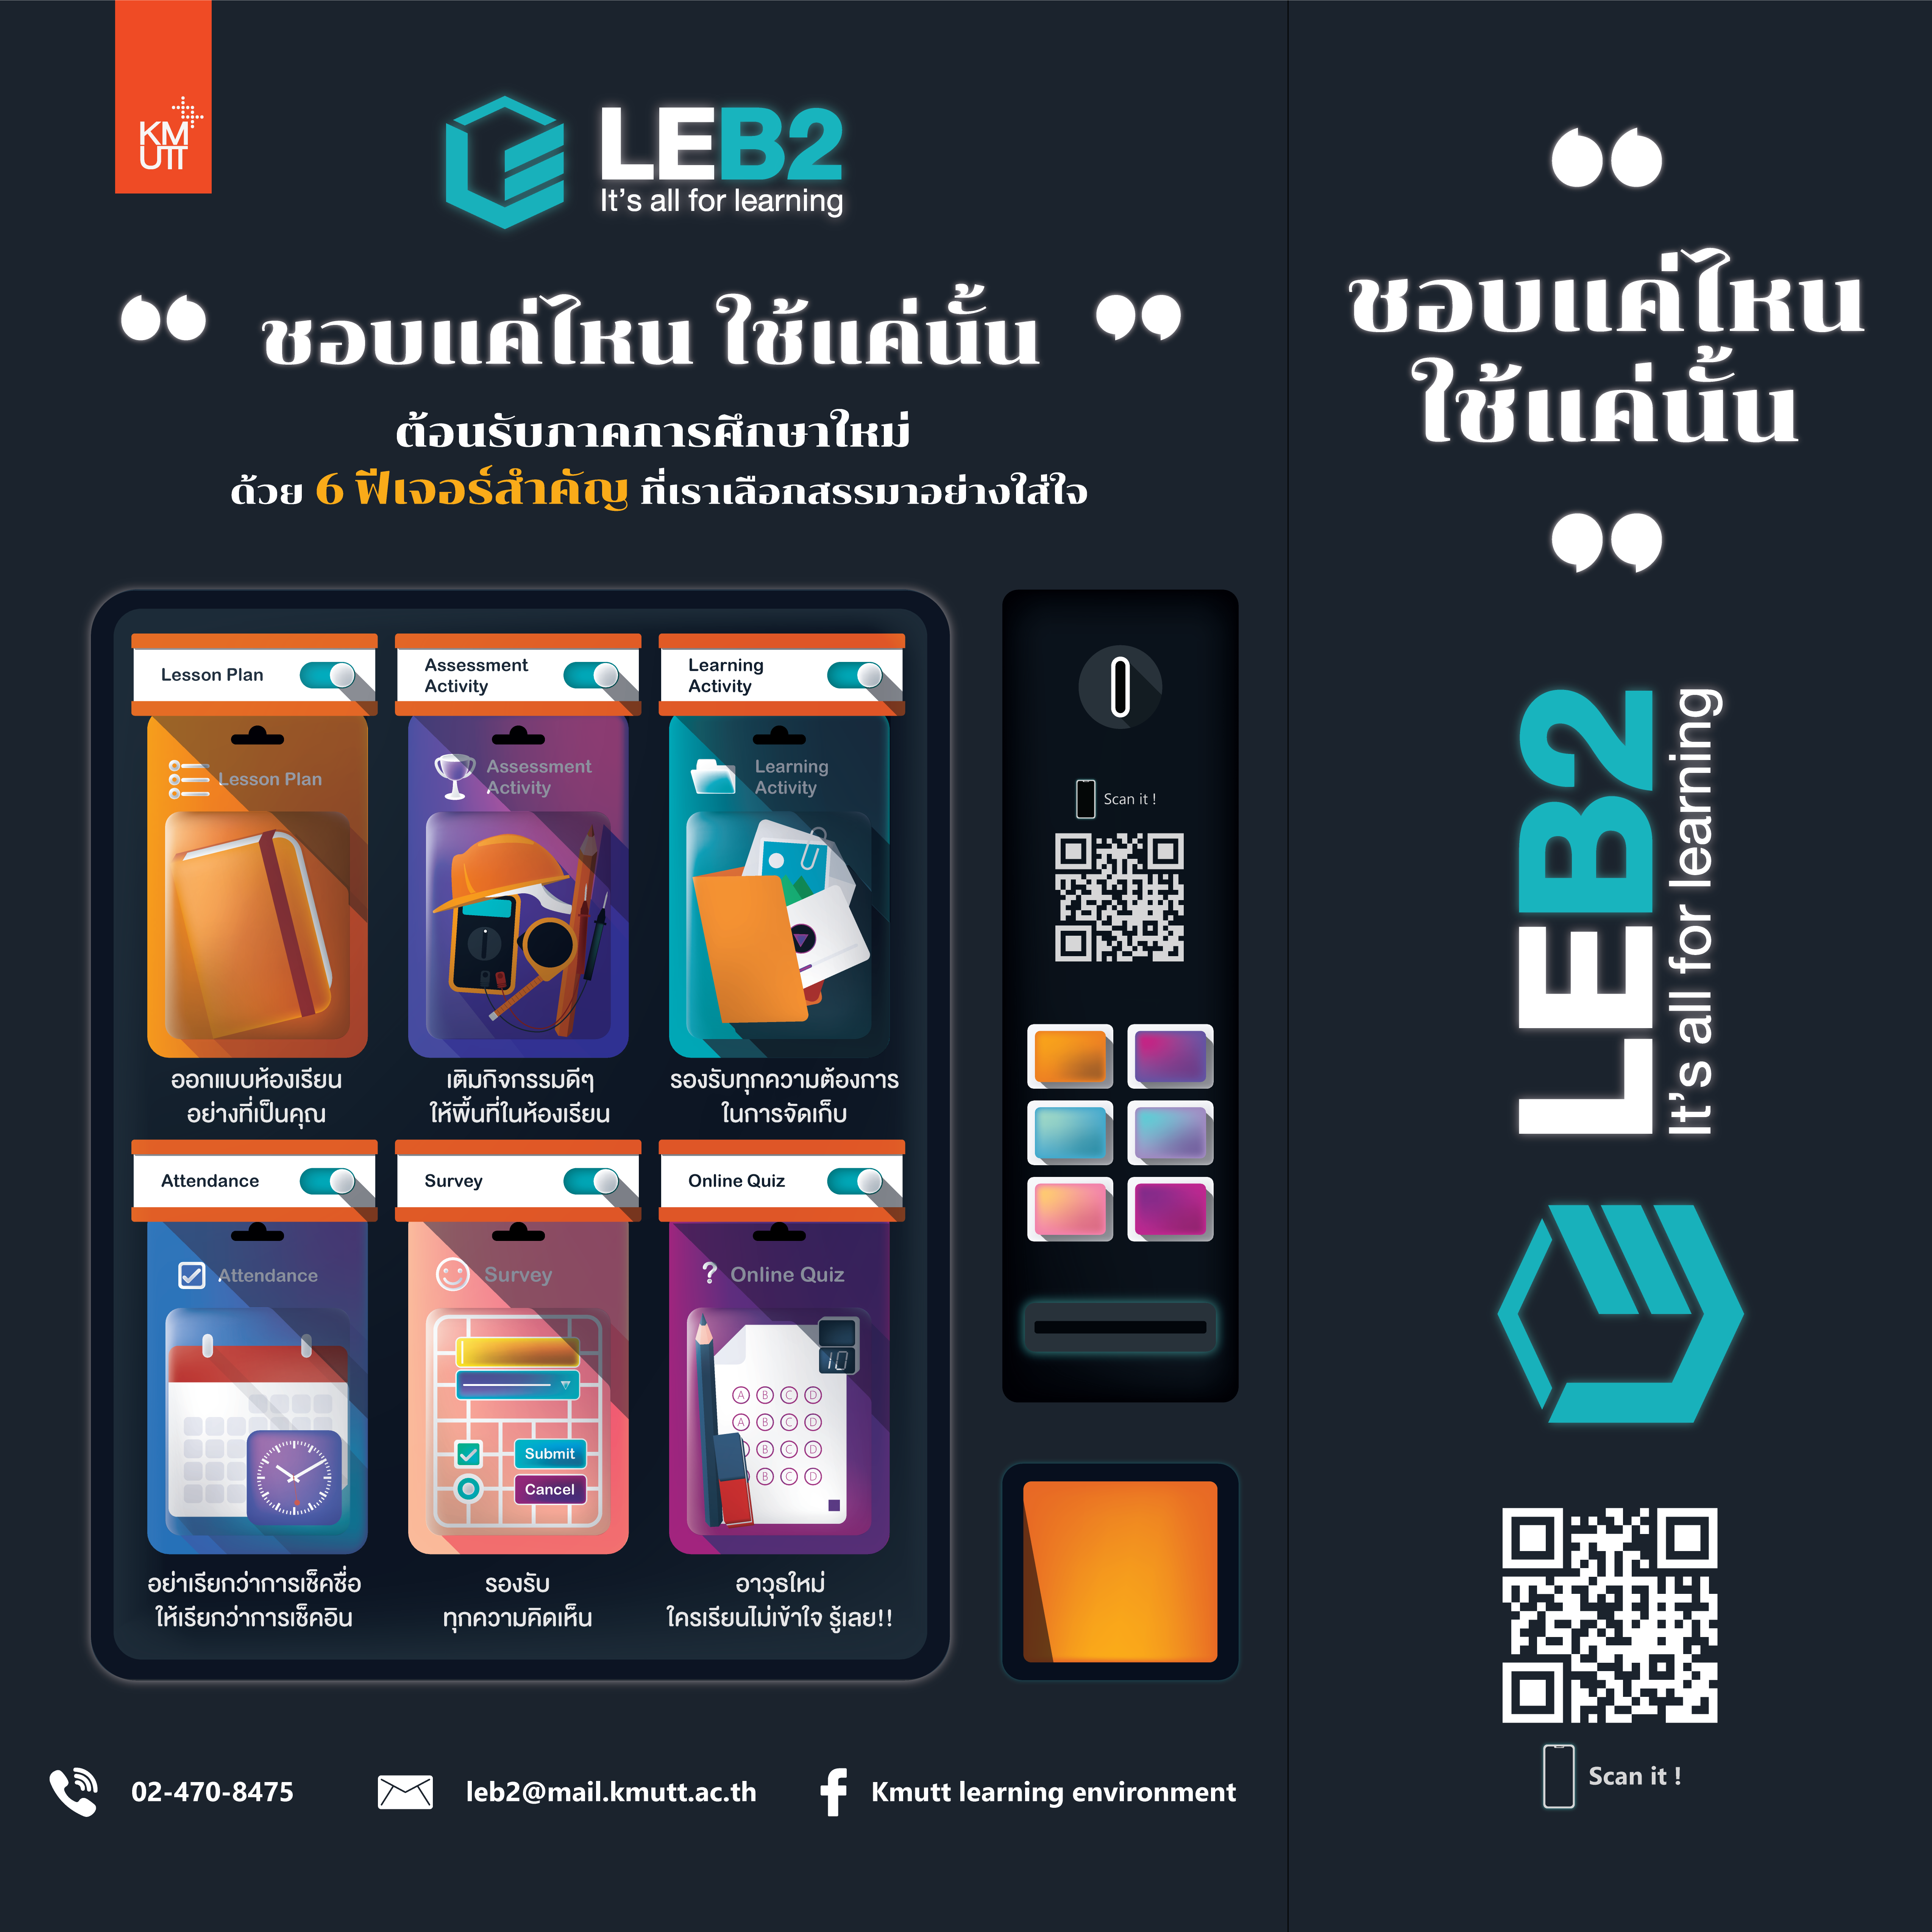 KM
UTT
LEB2
It's all for learning
“ ชอบแค่ไหน ใช้แค่นั้น ”
ต้อนรับภาคการศึกษาใหม่
ด้วย 6 ฟีเจอร์สำคัญ ที่เราเลือกสรรมาอย่างใส่ใจ
Lesson Plan
Assessment
Activity
Learning
Activity
Lesson Plan
Assessment
Activity
Learning
Activity
ออกแบบห้องเรียน
อย่างที่เป็นคุณ
เติมกิจกรรมดีๆ
ให้พื้นที่ในห้องเรียน
รองรับทุกความต้องการ
ในการจัดเก็บ
Attendance
Survey
Online Quiz
Attendance
Survey
Submit
Cancel
? Online Quiz
10
A B C D
A B C D
B C D
B C D
อย่าเรียกว่าการเช็คชื่อ
ให้เรียกว่าการเช็คอิน
รองรับ
ทุกความคิดเห็น
อาวุธใหม่
ใครเรียนไม่เข้าใจ รู้เลย!!
Scan it !
02-470-8475
leb2@mail.kmutt.ac.th
f Kmutt learning environment
“
ชอบแค่ไหน
ใช้แค่นั้น
”
LEB2
It's all for learning
Scan it !